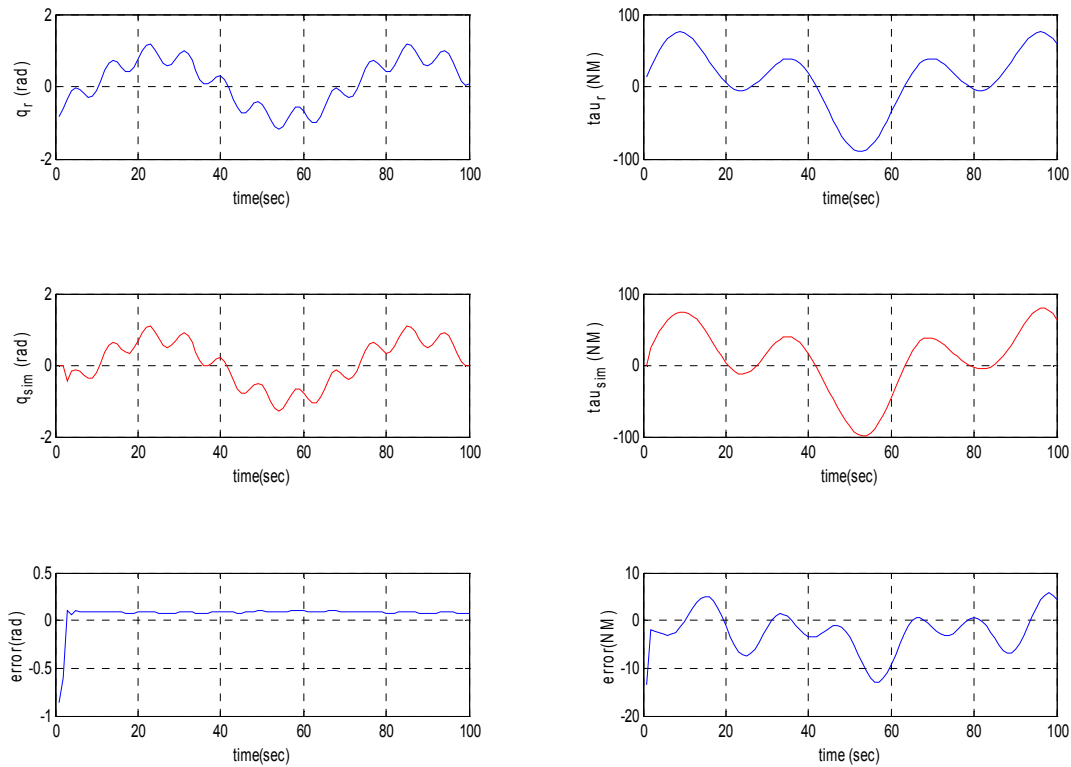 2
0
-2
q_r (rad)
0 20 40 60 80 100
time(sec)
100
0
-100
tau_r (NM)
0 20 40 60 80 100
time(sec)
2
0
-2
q_sim (rad)
0 20 40 60 80 100
time(sec)
100
0
-100
tau_sim (NM)
0 20 40 60 80 100
time(sec)
0.5
0
-0.5
-1
error(rad)
0 20 40 60 80 100
time(sec)
10
0
-10
-20
error(NM)
0 20 40 60 80 100
time (sec)